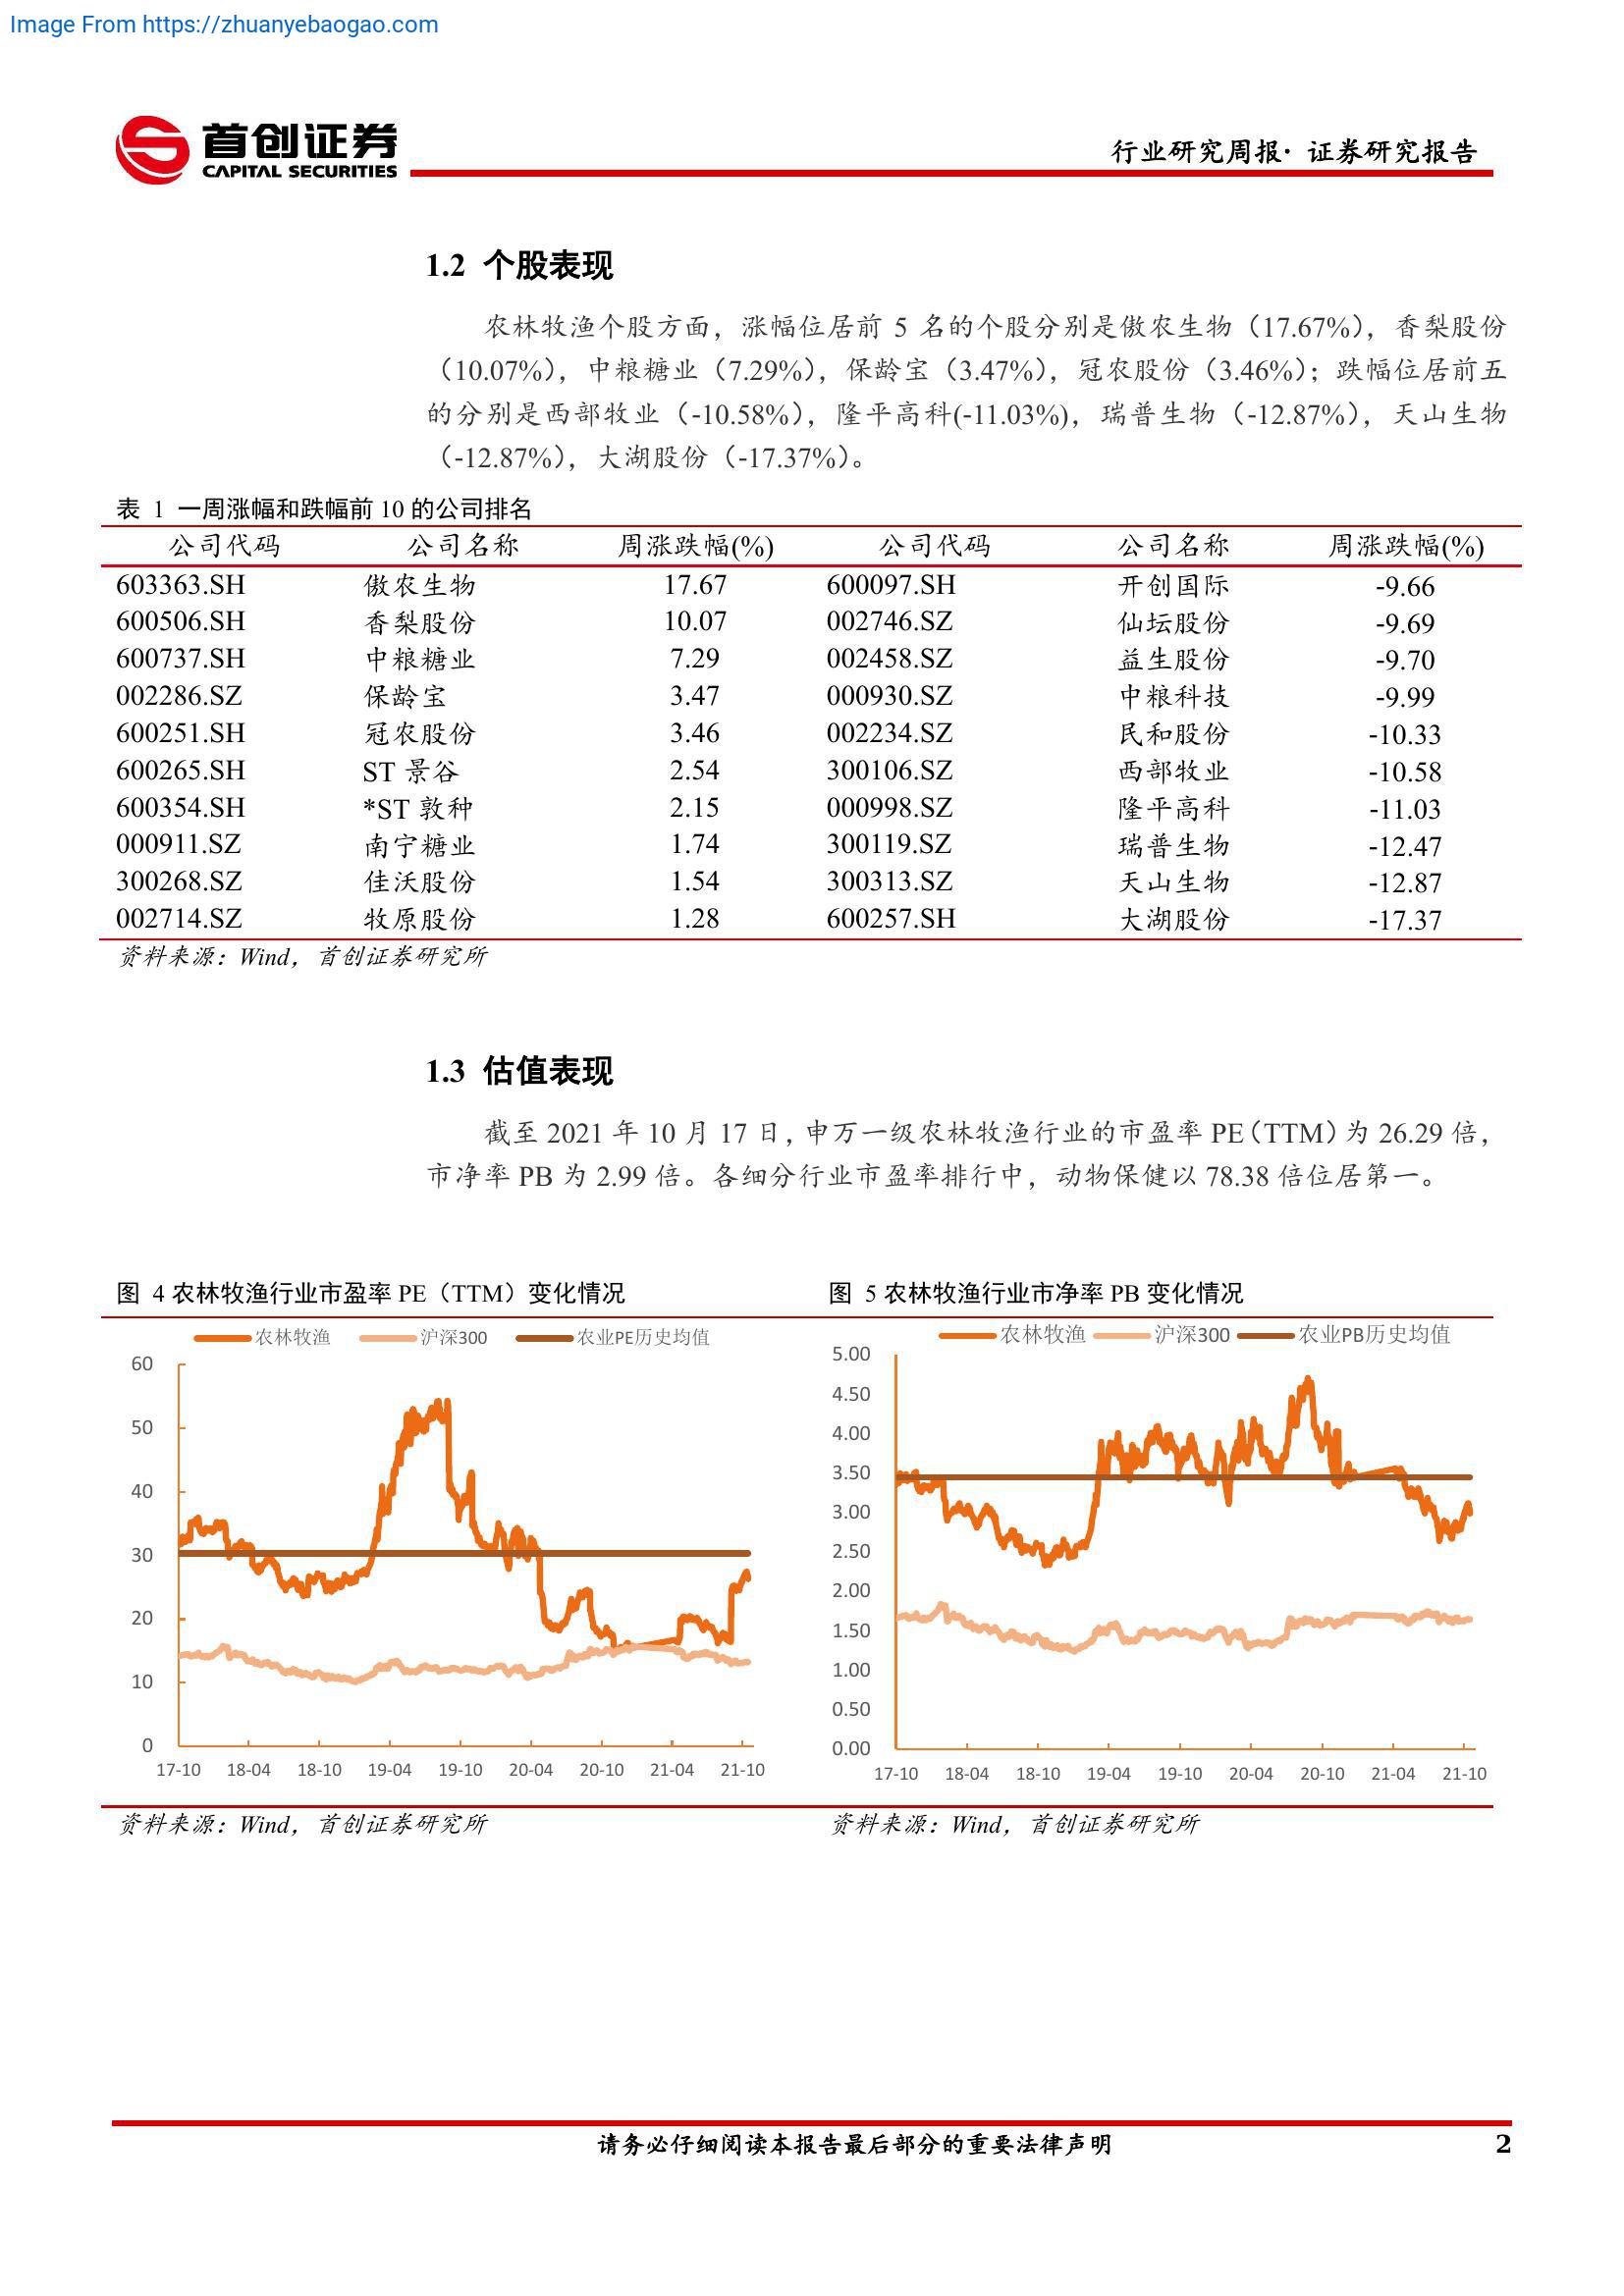 Image From https://zhuanyebaogao.com
首创证券
CAPITAL SECURITIES
行业研究周报· 证券研究报告
1.2 个股表现
农林牧渔个股方面，涨幅位居前 5 名的个股分别是傲农生物（17.67%），香梨股份
（10.07%），中粮糖业（7.29%），保龄宝（3.47%），冠农股份（3.46%）；跌幅位居前五
的分别是西部牧业（-10.58%），隆平高科(-11.03%)，瑞普生物（-12.87%），天山生物
（-12.87%），大湖股份（-17.37%）。
表 1 一周涨幅和跌幅前 10 的公司排名
公司代码 公司名称 周涨跌幅(%) 公司代码 公司名称 周涨跌幅(%)
603363.SH 傲农生物 17.67 600097.SH 开创国际 -9.66
600506.SH 香梨股份 10.07 002746.SZ 仙坛股份 -9.69
600737.SH 中粮糖业 7.29 002458.SZ 益生股份 -9.70
002286.SZ 保龄宝 3.47 000930.SZ 中粮科技 -9.99
600251.SH 冠农股份 3.46 002234.SZ 民和股份 -10.33
600265.SH ST 景谷 2.54 300106.SZ 西部牧业 -10.58
600354.SH *ST 敦种 2.15 000998.SZ 隆平高科 -11.03
000911.SZ 南宁糖业 1.74 300119.SZ 瑞普生物 -12.47
300268.SZ 佳沃股份 1.54 300313.SZ 天山生物 -12.87
002714.SZ 牧原股份 1.28 600257.SH 大湖股份 -17.37
资料来源：Wind，首创证券研究所
1.3 估值表现
截至 2021 年 10 月 17 日，申万一级农林牧渔行业的市盈率 PE（TTM）为 26.29 倍，
市净率 PB 为 2.99 倍。各细分行业市盈率排行中，动物保健以 78.38 倍位居第一。
图 4 农林牧渔行业市盈率 PE（TTM）变化情况
农林牧渔 沪深300 农业PE历史均值
60
50
40
30
20
10
0
17-10 18-04 18-10 19-04 19-10 20-04 20-10 21-04 21-10
资料来源：Wind，首创证券研究所
图 5 农林牧渔行业市净率 PB 变化情况
农林牧渔 沪深300 农业PB历史均值
5.00
4.50
4.00
3.50
3.00
2.50
2.00
1.50
1.00
0.50
0.00
17-10 18-04 18-10 19-04 19-10 20-04 20-10 21-04 21-10
资料来源：Wind，首创证券研究所
请务必仔细阅读本报告最后部分的重要法律声明 2